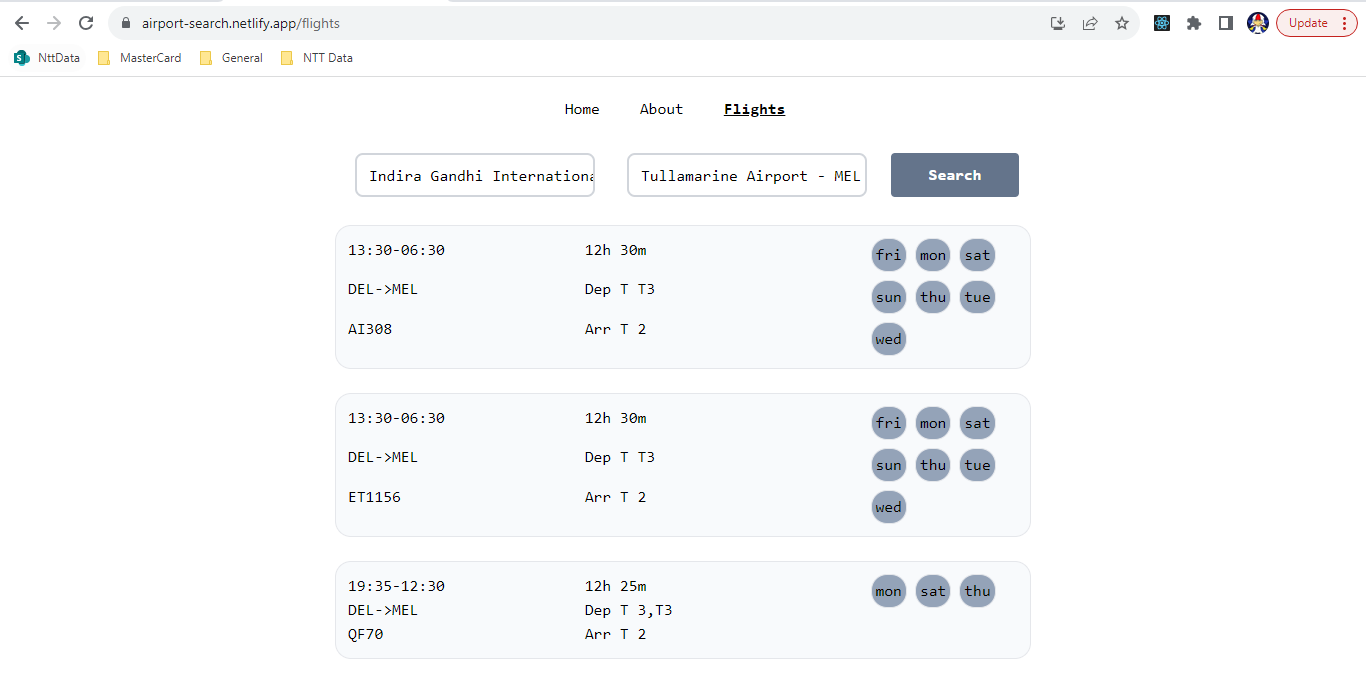 airport-search.netlify.app/flights
Update
NttData MasterCard General NTT Data
Home About Flights
Indira Gandhi Internationa Tullamarine Airport - MEL Search
13:30-06:30 12h 30m fri mon sat
DEL->MEL Dep T T3 sun thu tue
AI308 Arr T 2 wed
13:30-06:30 12h 30m fri mon sat
DEL->MEL Dep T T3 sun thu tue
ET1156 Arr T 2 wed
19:35-12:30 12h 25m mon sat thu
DEL->MEL Dep T 3,T3
QF70 Arr T 2